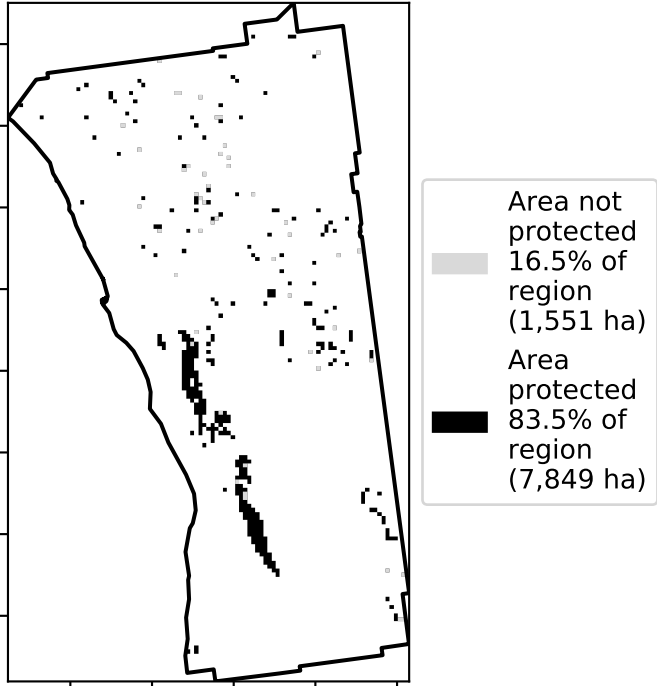 Area not
protected
16.5% of
region
(1,551 ha)
Area
protected
83.5% of
region
(7,849 ha)